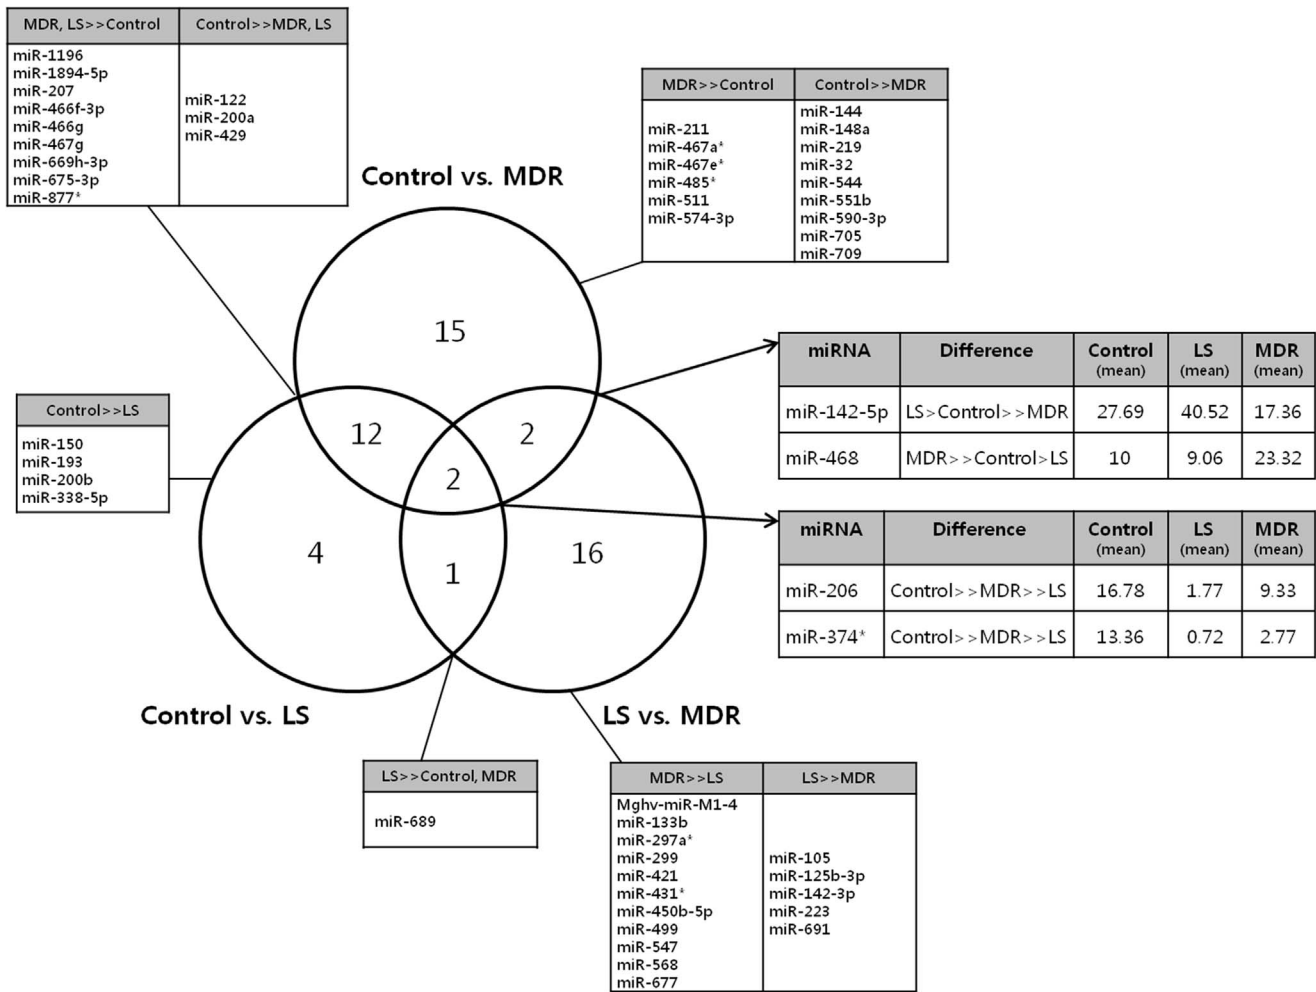 MDR, LS>>Control
Control>>MDR, LS
miR-1196
miR-1894-5p
miR-207
miR-466f-3p
miR-466g
miR-467g
miR-669h-3p
miR-675-3p
miR-877*
miR-122
miR-200a
miR-429
MDR>>Control
Control>>MDR
miR-211
miR-467a*
miR-467e*
miR-485*
miR-511
miR-574-3p
miR-144
miR-148a
miR-219
miR-32
miR-544
miR-551b
miR-590-3p
miR-705
miR-709
Control vs. MDR
15
12
2
2
4
1
16
Control>>LS
miR-150
miR-193
miR-200b
miR-338-5p
miRNA Difference Control (mean) LS (mean) MDR (mean)
miR-142-5p LS>Control>>MDR 27.69 40.52 17.36
miR-468 MDR>>Control>LS 10 9.06 23.32
miRNA Difference Control (mean) LS (mean) MDR (mean)
miR-206 Control>>MDR>>LS 16.78 1.77 9.33
miR-374* Control>>MDR>>LS 13.36 0.72 2.77
Control vs. LS
LS vs. MDR
LS>>Control, MDR
miR-689
MDR>>LS
LS>>MDR
Mghv-miR-M1-4
miR-133b
miR-297a*
miR-299
miR-421
miR-431*
miR-450b-5p
miR-499
miR-547
miR-568
miR-677
miR-105
miR-125b-3p
miR-142-3p
miR-223
miR-691